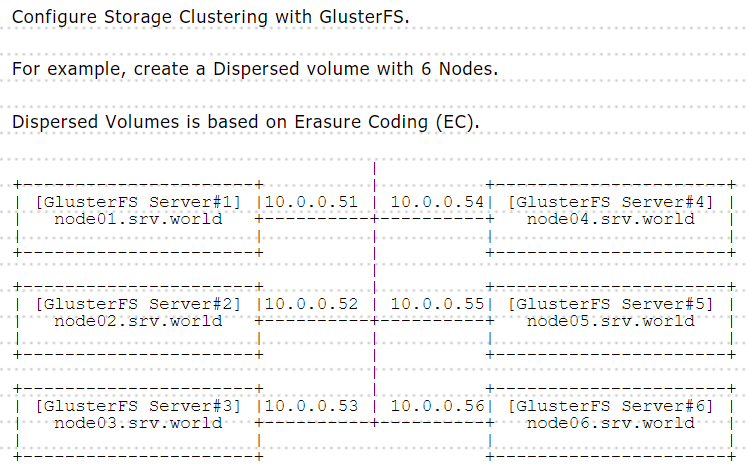 Configure Storage Clustering with GlusterFS.
For example, create a Dispersed volume with 6 Nodes.
Dispersed Volumes is based on Erasure Coding (EC).
[GlusterFS Server#1] |10.0.0.51 | 10.0.0.54| [GlusterFS Server#4]
node01.srv.world node04.srv.world
[GlusterFS Server#2] |10.0.0.52 | 10.0.0.55| [GlusterFS Server#5]
node02.srv.world node05.srv.world
[GlusterFS Server#3] |10.0.0.53 | 10.0.0.56| [GlusterFS Server#6]
node03.srv.world node06.srv.world